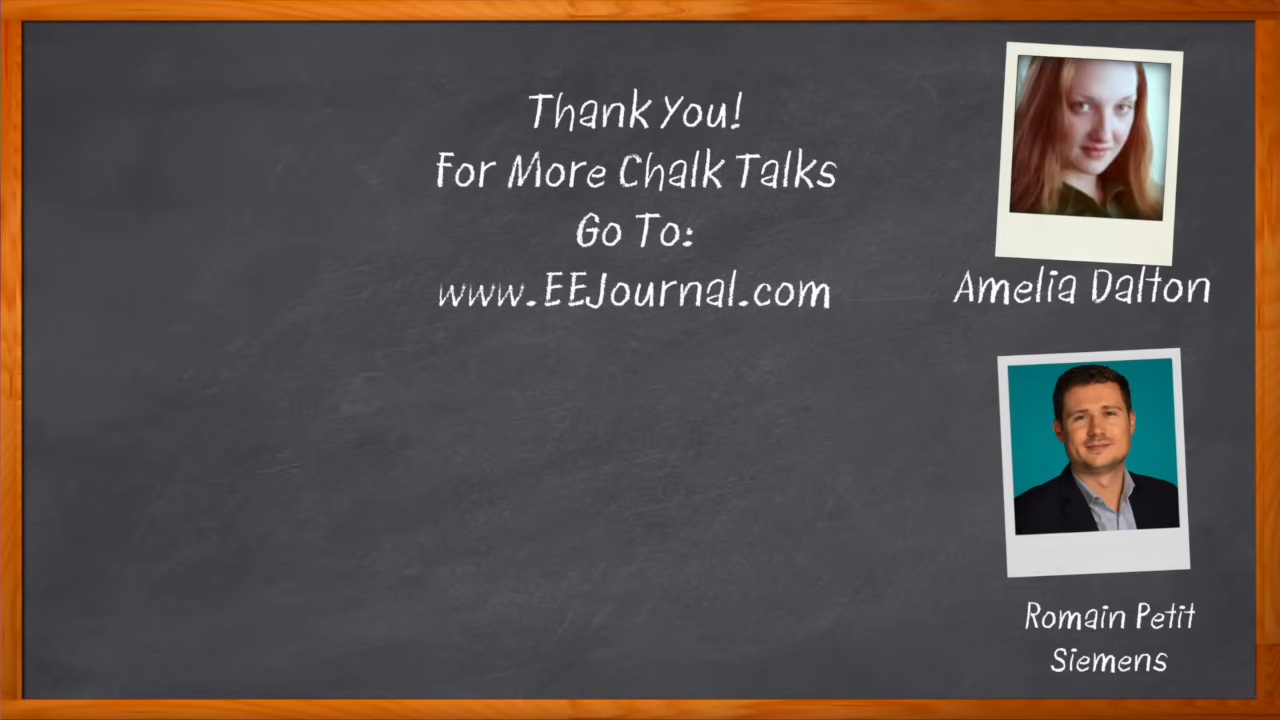 Thank You!
For More Chalk Talks
Go To:
www.EEJournal.com
Amelia Dalton
Romain Petit
Siemens